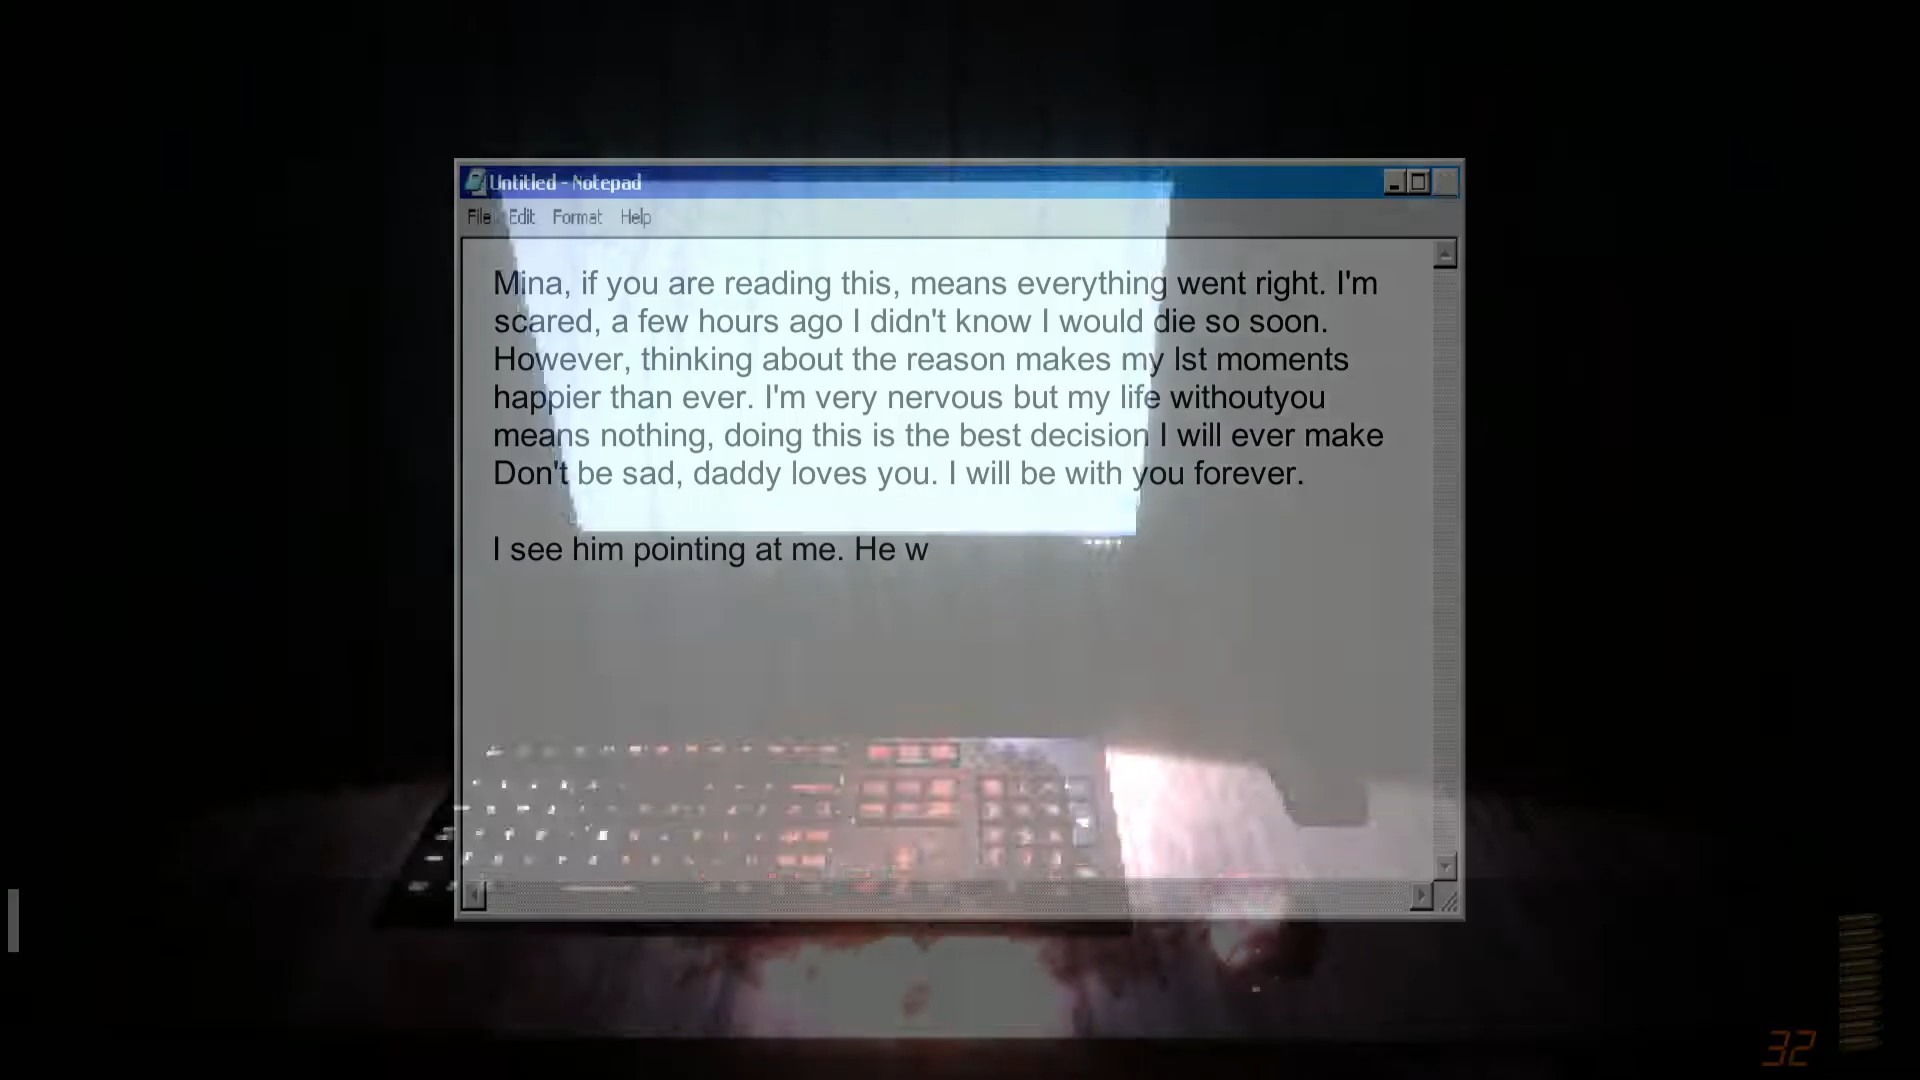 Untitled - Notepad
File Edit Format Help
Mina, if you are reading this, means everything went right. I'm
scared, a few hours ago I didn't know I would die so soon.
However, thinking about the reason makes my lst moments
happier than ever. I'm very nervous but my life withoutyou
means nothing, doing this is the best decision I will ever make
Don't be sad, daddy loves you. I will be with you forever.
I see him pointing at me. He w
32